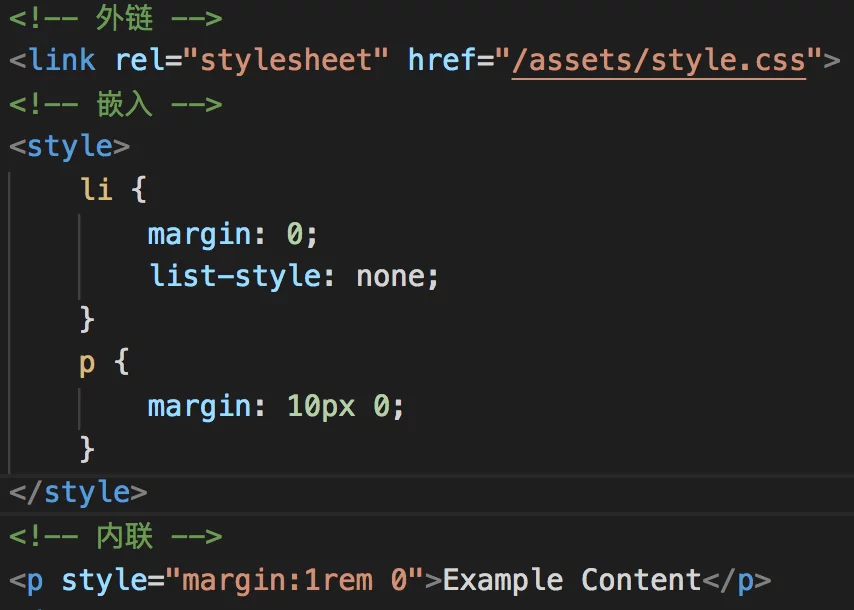 <!-- 外链 -->
<link rel="stylesheet" href="/assets/style.css">
<!-- 嵌入 -->
<style>
    li {
        margin: 0;
        list-style: none;
    }
    p {
        margin: 10px 0;
    }
</style>
<!-- 内联 -->
<p style="margin:1rem 0">Example Content</p>